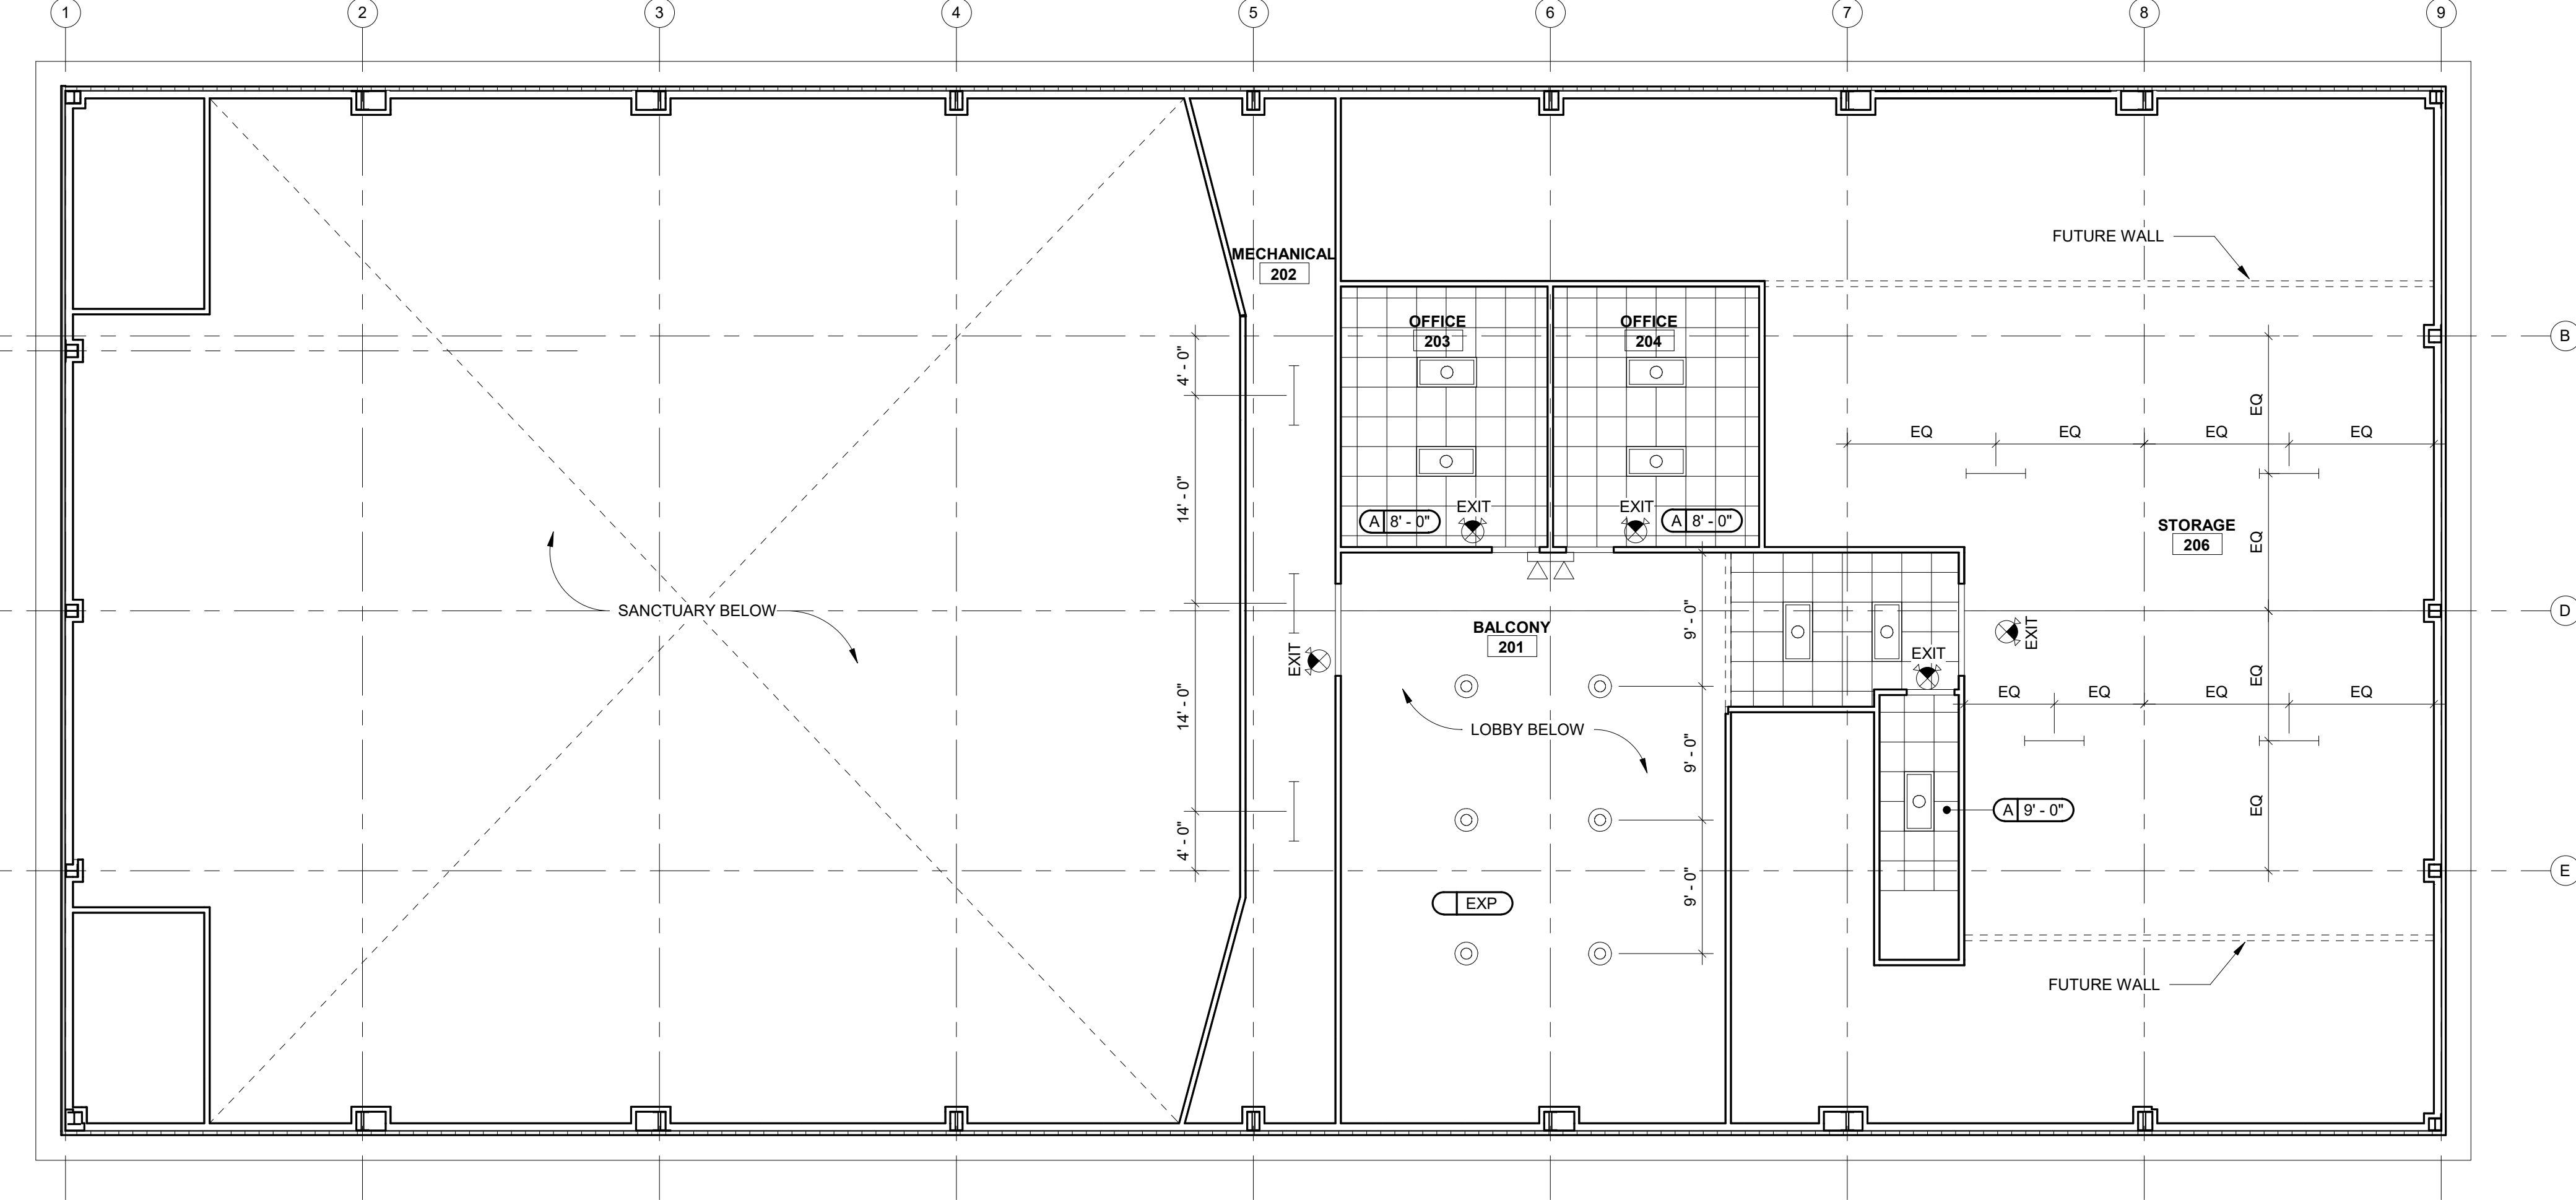 1 2 3 4 5 6 7 8 9
FUTURE WALL
MECHANICAL
202
OFFICE
203
OFFICE
204
B
4' - 0"
EQ
EQ EQ EQ EQ
14' - 0"
EXIT EXIT
A 8' - 0" A 8' - 0"
STORAGE
206
EQ
SANCTUARY BELOW
D
9' - 0"
BALCONY
201
EXIT
EXIT
EXIT
EQ
EQ EQ EQ EQ
14' - 0"
LOBBY BELOW
9' - 0"
EQ
A 9' - 0"
4' - 0"
E
9' - 0"
EXP
FUTURE WALL